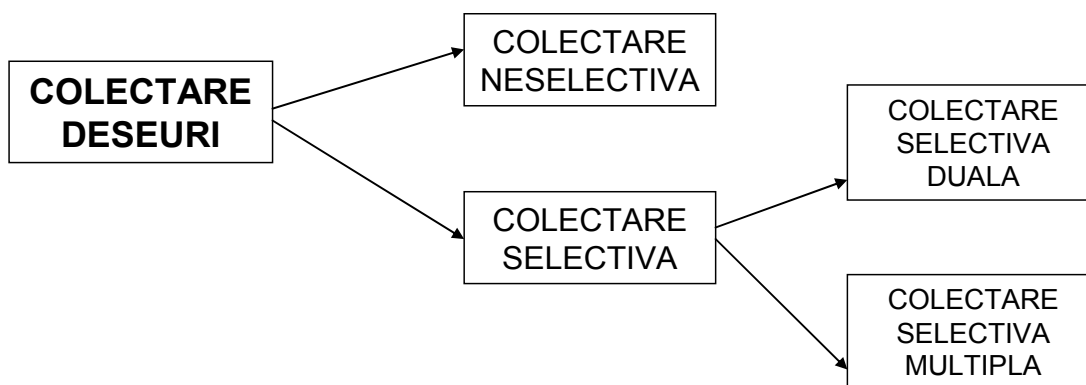 COLECTARE
DESEURI
COLECTARE
NESELECTIVA
COLECTARE
SELECTIVA
COLECTARE
SELECTIVA
DUALA
COLECTARE
SELECTIVA
MULTIPLA